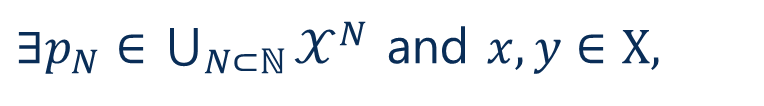 ∃𝑝_𝑁 ∈ ⋃_{𝑁⊂ℕ} 𝒳^𝑁 and 𝑥, 𝑦 ∈ X,